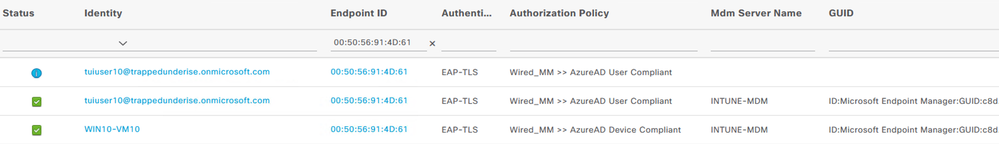 Status Identity Endpoint ID Authenti... Authorization Policy Mdm Server Name GUID
00:50:56:91:4D:61 ×
tuiuser10@trappedunderise.onmicrosoft.com 00:50:56:91:4D:61 EAP-TLS Wired_MM >> AzureAD User Compliant
tuiuser10@trappedunderise.onmicrosoft.com 00:50:56:91:4D:61 EAP-TLS Wired_MM >> AzureAD User Compliant INTUNE-MDM ID:Microsoft Endpoint Manager:GUID:c8d
WIN10-VM10 00:50:56:91:4D:61 EAP-TLS Wired_MM >> AzureAD Device Compliant INTUNE-MDM ID:Microsoft Endpoint Manager:GUID:c8d